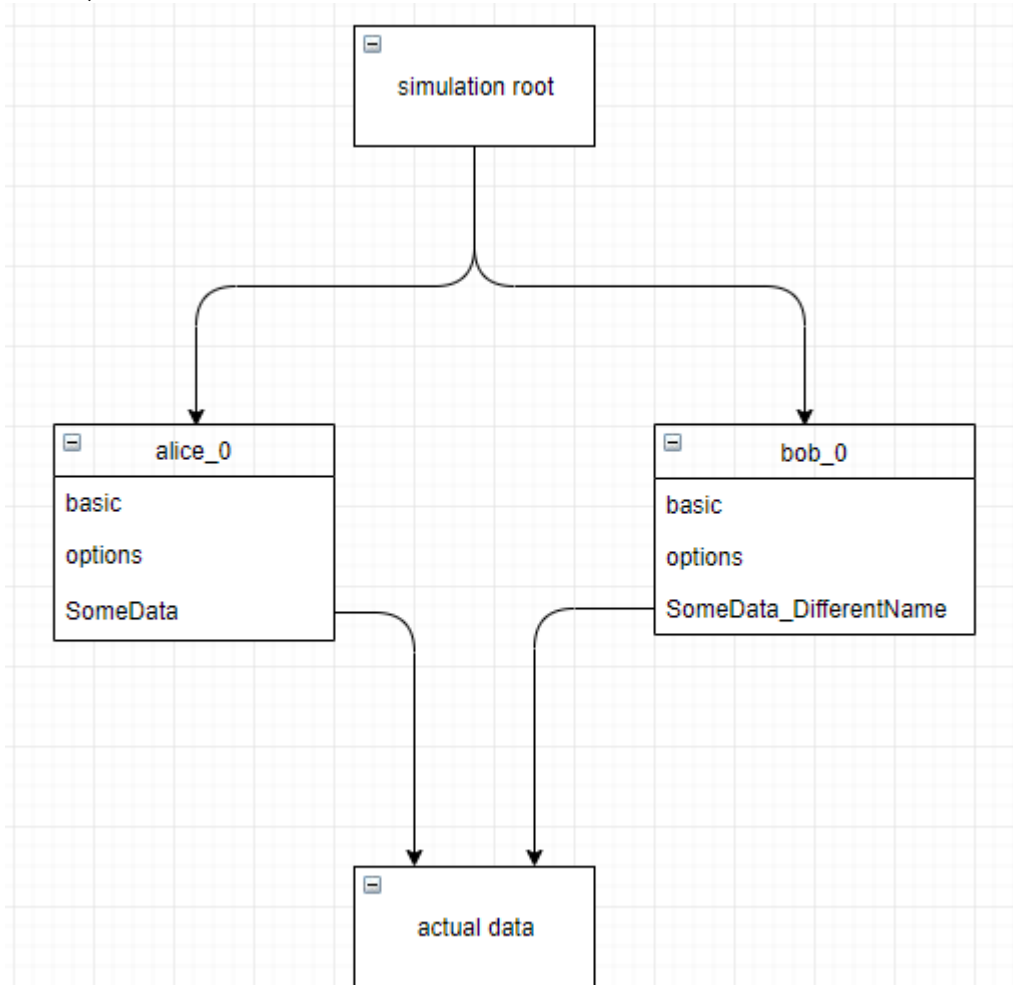 simulation root
alice_0
basic
options
SomeData
bob_0
basic
options
SomeData_DifferentName
actual data